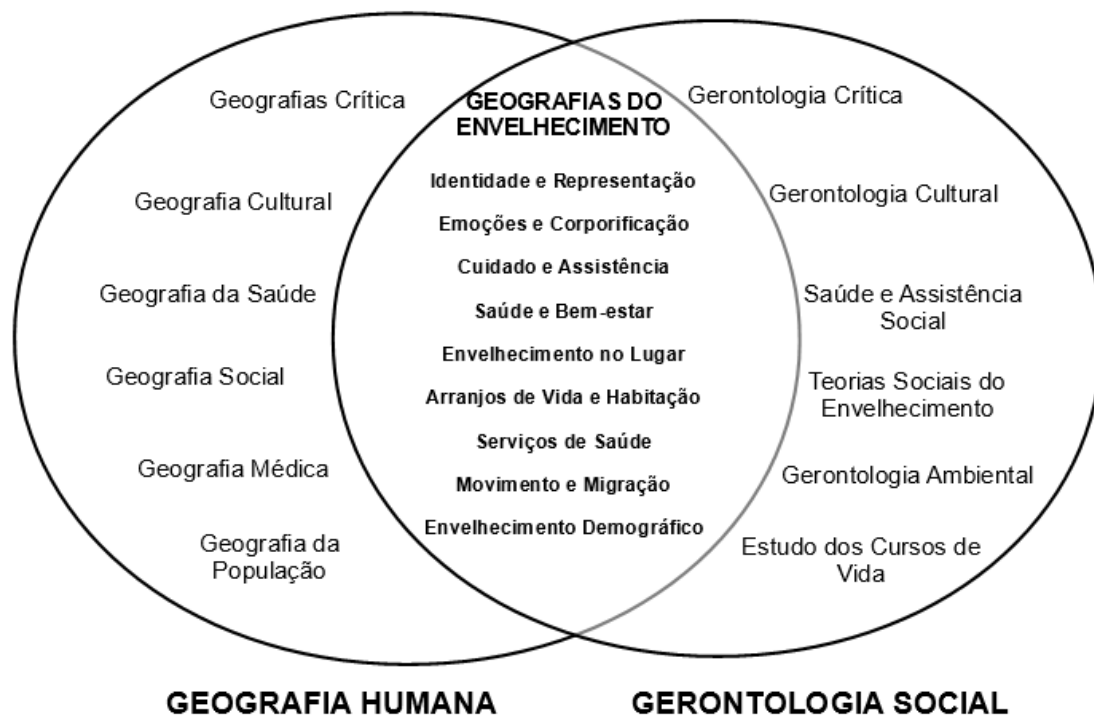 Geografias Crítica
Geografia Cultural
Geografia da Saúde
Geografia Social
Geografia Médica
Geografia da
População
GEOGRAFIAS DO
ENVELHECIMENTO
Identidade e Representação
Emoções e Corporificação
Cuidado e Assistência
Saúde e Bem-estar
Envelhecimento no Lugar
Arranjos de Vida e Habitação
Serviços de Saúde
Movimento e Migração
Envelhecimento Demográfico
Gerontologia Crítica
Gerontologia Cultural
Saúde e Assistência
Social
Teorias Sociais do
Envelhecimento
Gerontologia Ambiental
Estudo dos Cursos de
Vida
GEOGRAFIA HUMANA
GERONTOLOGIA SOCIAL